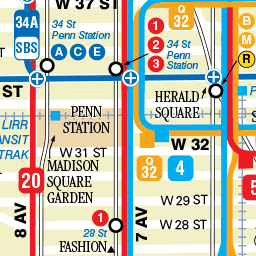 W 37 ST
34A
SBS
34 St
Penn Station
A C E
1
2
3
34 St
Penn Station
Q
32
B
M
R
ST
HERALD
SQUARE
PENN
STATION
LIRR
NSIT
TRAK
W 31 ST
W 32
Q
32
4
20
MADISON
SQUARE
GARDEN
5
W 29 ST
W 28 ST
1
28 St
FASHION
8 AV
7 AV